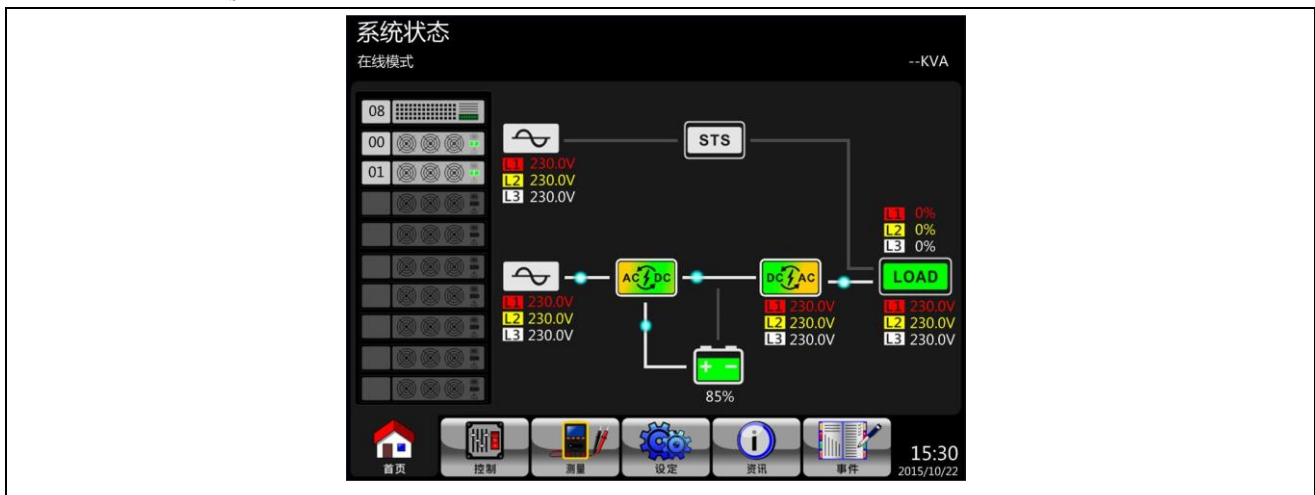 系统状态
在线模式
--KVA
08
00
01
STS
L1 230.0V
L2 230.0V
L3 230.0V
L1 0%
L2 0%
L3 0%
AC DC
DC AC
LOAD
L1 230.0V
L2 230.0V
L3 230.0V
L1 230.0V
L2 230.0V
L3 230.0V
L1 230.0V
L2 230.0V
L3 230.0V
+ -
85%
首页
控制
测量
设定
i
资讯
事件
15:30
2015/10/22